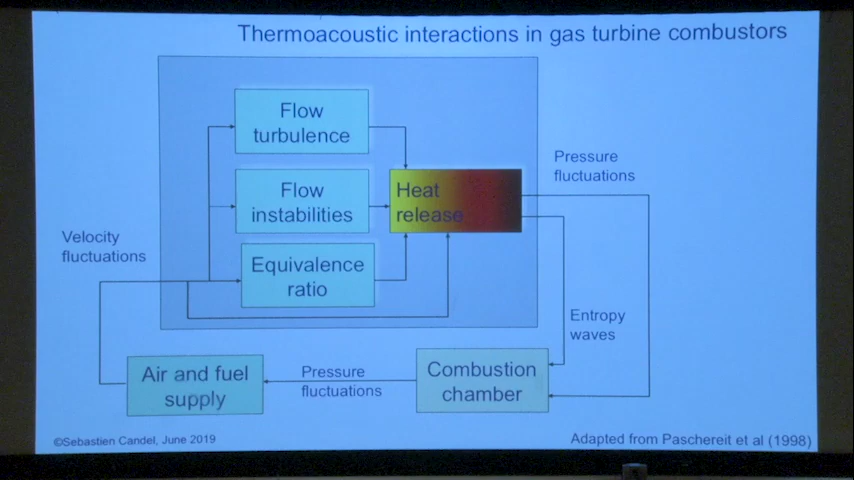 Thermoacoustic interactions in gas turbine combustors
Flow
turbulence
Pressure
fluctuations
Flow
instabilities
Heat
release
Velocity
fluctuations
Equivalence
ratio
Entropy
waves
Air and fuel
supply
Pressure
fluctuations
Combustion
chamber
©Sebastien Candel, June 2019
Adapted from Paschereit et al (1998)